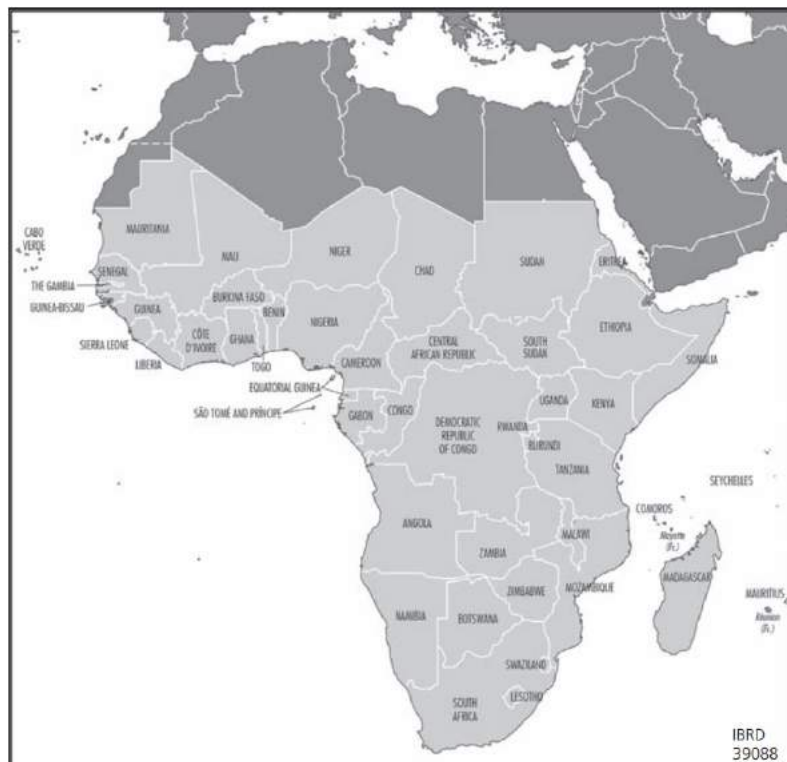 CABO
VERDE
MAURITANIA
MALI
NIGER
CHAD
SUDAN
ERITREA
SENEGAL
THE GAMBIA
GUINEA-BISSAU
GUINEA
BURKINA FASO
BENIN
NIGERIA
ETHIOPIA
SIERRA LEONE
LIBERIA
CÔTE
D'IVOIRE
GHANA
TOGO
CAMEROON
CENTRAL
AFRICAN REPUBLIC
SOUTH
SUDAN
SOMALIA
EQUATORIAL GUINEA
SÃO TOMÉ AND PRÍNCIPE
GABON
CONGO
DEMOCRATIC
REPUBLIC
OF CONGO
UGANDA
KENYA
RWANDA
BURUNDI
TANZANIA
SEYCHELLES
COMOROS
Mayotte
(Fr.)
ANGOLA
ZAMBIA
MALAWI
MOZAMBIQUE
MADAGASCAR
MAURITIUS
Réunion
(Fr.)
ZIMBABWE
NAMIBIA
BOTSWANA
SWAZILAND
LESOTHO
SOUTH
AFRICA
IBRD
39088